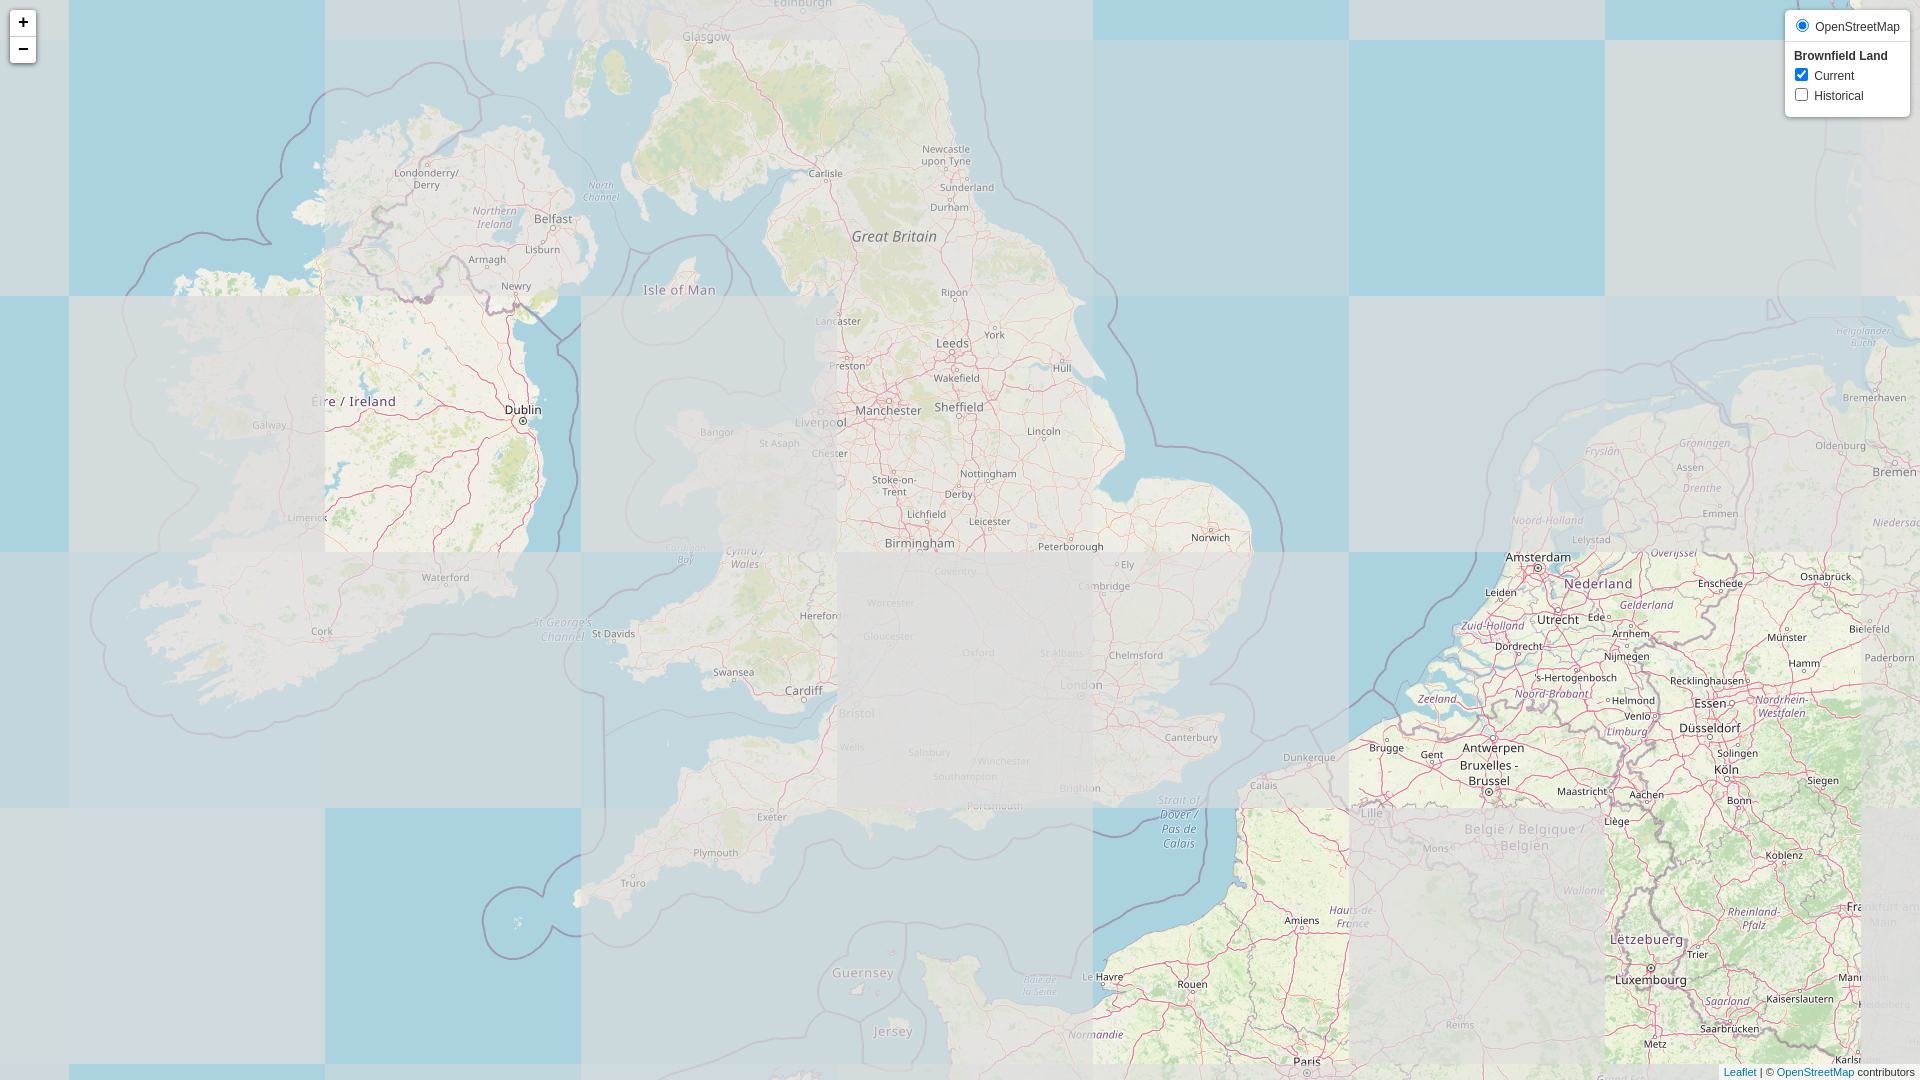 +
−
OpenStreetMap
Brownfield Land
Current
Historical
Edinburgh
Glasgow
Londonderry/
Derry
North
Channel
Newcastle
upon Tyne
Carlisle
Sunderland
Durham
Northern
Ireland
Belfast
Lisburn
Great Britain
Armagh
Newry
Isle of Man
Ripon
Lancaster
York
Leeds
Helgoländer
Bucht
Preston
Wakefield
Hull
Éire / Ireland
Dublin
Manchester
Sheffield
Bremerhaven
Galway
Liverpool
Bangor
St Asaph
Chester
Lincoln
Groningen
Fryslân
Oldenburg
Assen
Bremen
Stoke-on-
Trent
Nottingham
Derby
Drenthe
Limerick
Lichfield
Leicester
Noord-Holland
Emmen
Birmingham
Peterborough
Norwich
Lelystad
Cardigan
Bay
Cymru /
Wales
Amsterdam
Overijssel
Ely
Coventry
Waterford
Cambridge
Nederland
Enschede
Osnabrück
Leiden
Worcester
Gelderland
Hereford
St George's
Channel
St Davids
Cork
Gloucester
Utrecht
Ede
Zuid-Holland
Arnhem
Münster
Bielefeld
Oxford
St Albans
Chelmsford
Dordrecht
Nijmegen
Paderborn
Hamm
Swansea
London
's-Hertogenbosch
Recklinghausen
Cardiff
Zeeland
Noord-Brabant
Helmond
Essen
Nordrhein-
Westfalen
Bristol
Venlo
Düsseldorf
Limburg
Wells
Salisbury
Winchester
Canterbury
Dunkerque
Brugge
Gent
Antwerpen
Solingen
Bruxelles -
Brussel
Köln
Southampton
Calais
Brighton
Maastricht
Aachen
Siegen
Bonn
Portsmouth
Strait of
Dover /
Pas de
Calais
Exeter
Lille
Liège
België / Belgique /
Belgien
Mons
Koblenz
Plymouth
Truro
Wallonie
Hauts-de-
France
Amiens
Rheinland-
Pfalz
Frankfurt am
Main
Lëtzebuerg
Trier
Guernsey
Le Havre
Baie de
la Seine
Rouen
Luxembourg
Kaiserslautern
Saarland
Heidelberg
Jersey
Normandie
Reims
Saarbrücken
Metz
Paris
Leaflet | © OpenStreetMap contributors